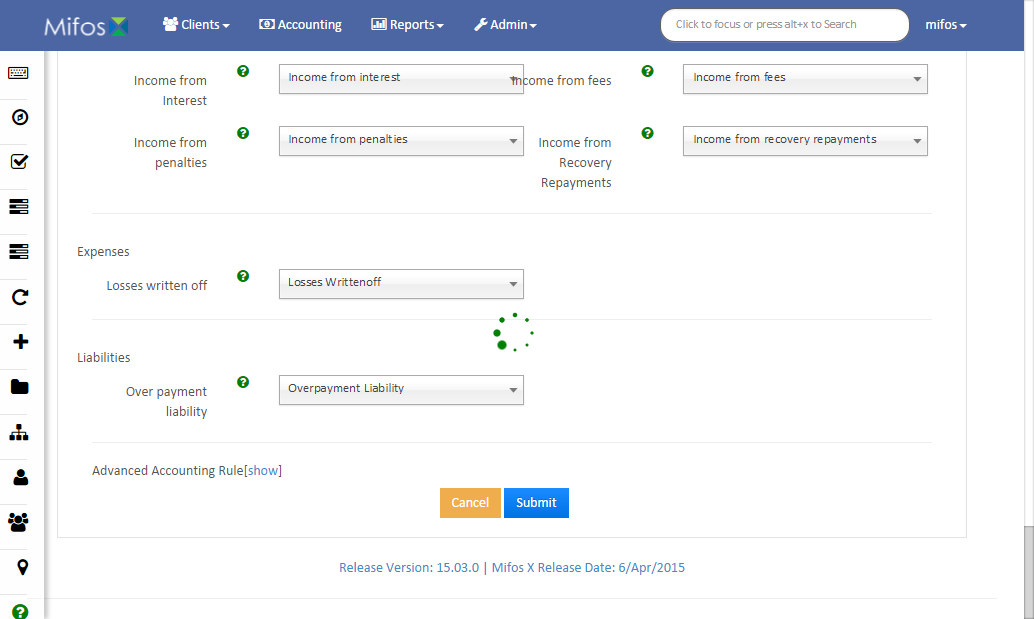 Mifos Clients Accounting Reports Admin Click to focus or press alt+x to Search mifos
Income from Interest ? Income from interest Income from fees ? Income from fees
Income from penalties ? Income from penalties Income from Recovery Repayments ? Income from recovery repayments
Expenses
Losses written off ? Losses Writtenoff
Liabilities
Over payment liability ? Overpayment Liability
Advanced Accounting Rule[show]
Cancel Submit
Release Version: 15.03.0 | Mifos X Release Date: 6/Apr/2015
?